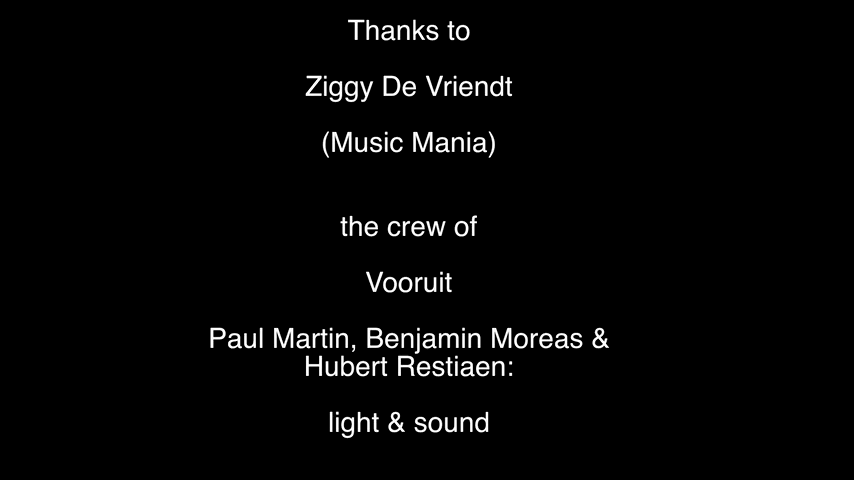 Thanks to
Ziggy De Vriendt
(Music Mania)
the crew of
Vooruit
Paul Martin, Benjamin Moreas &
Hubert Restiaen:
light & sound